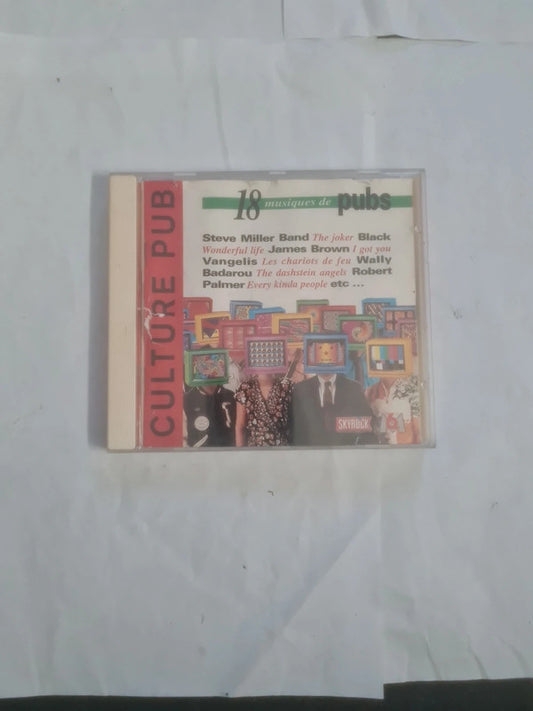 CULTURE PUB
18 musiques de pubs
Steve Miller Band The joker Black
Wonderful life James Brown I got you
Vangelis Les chariots de feu Wally
Badarou The dashstein angels Robert
Palmer Every kinda people etc ...
SKYROCK